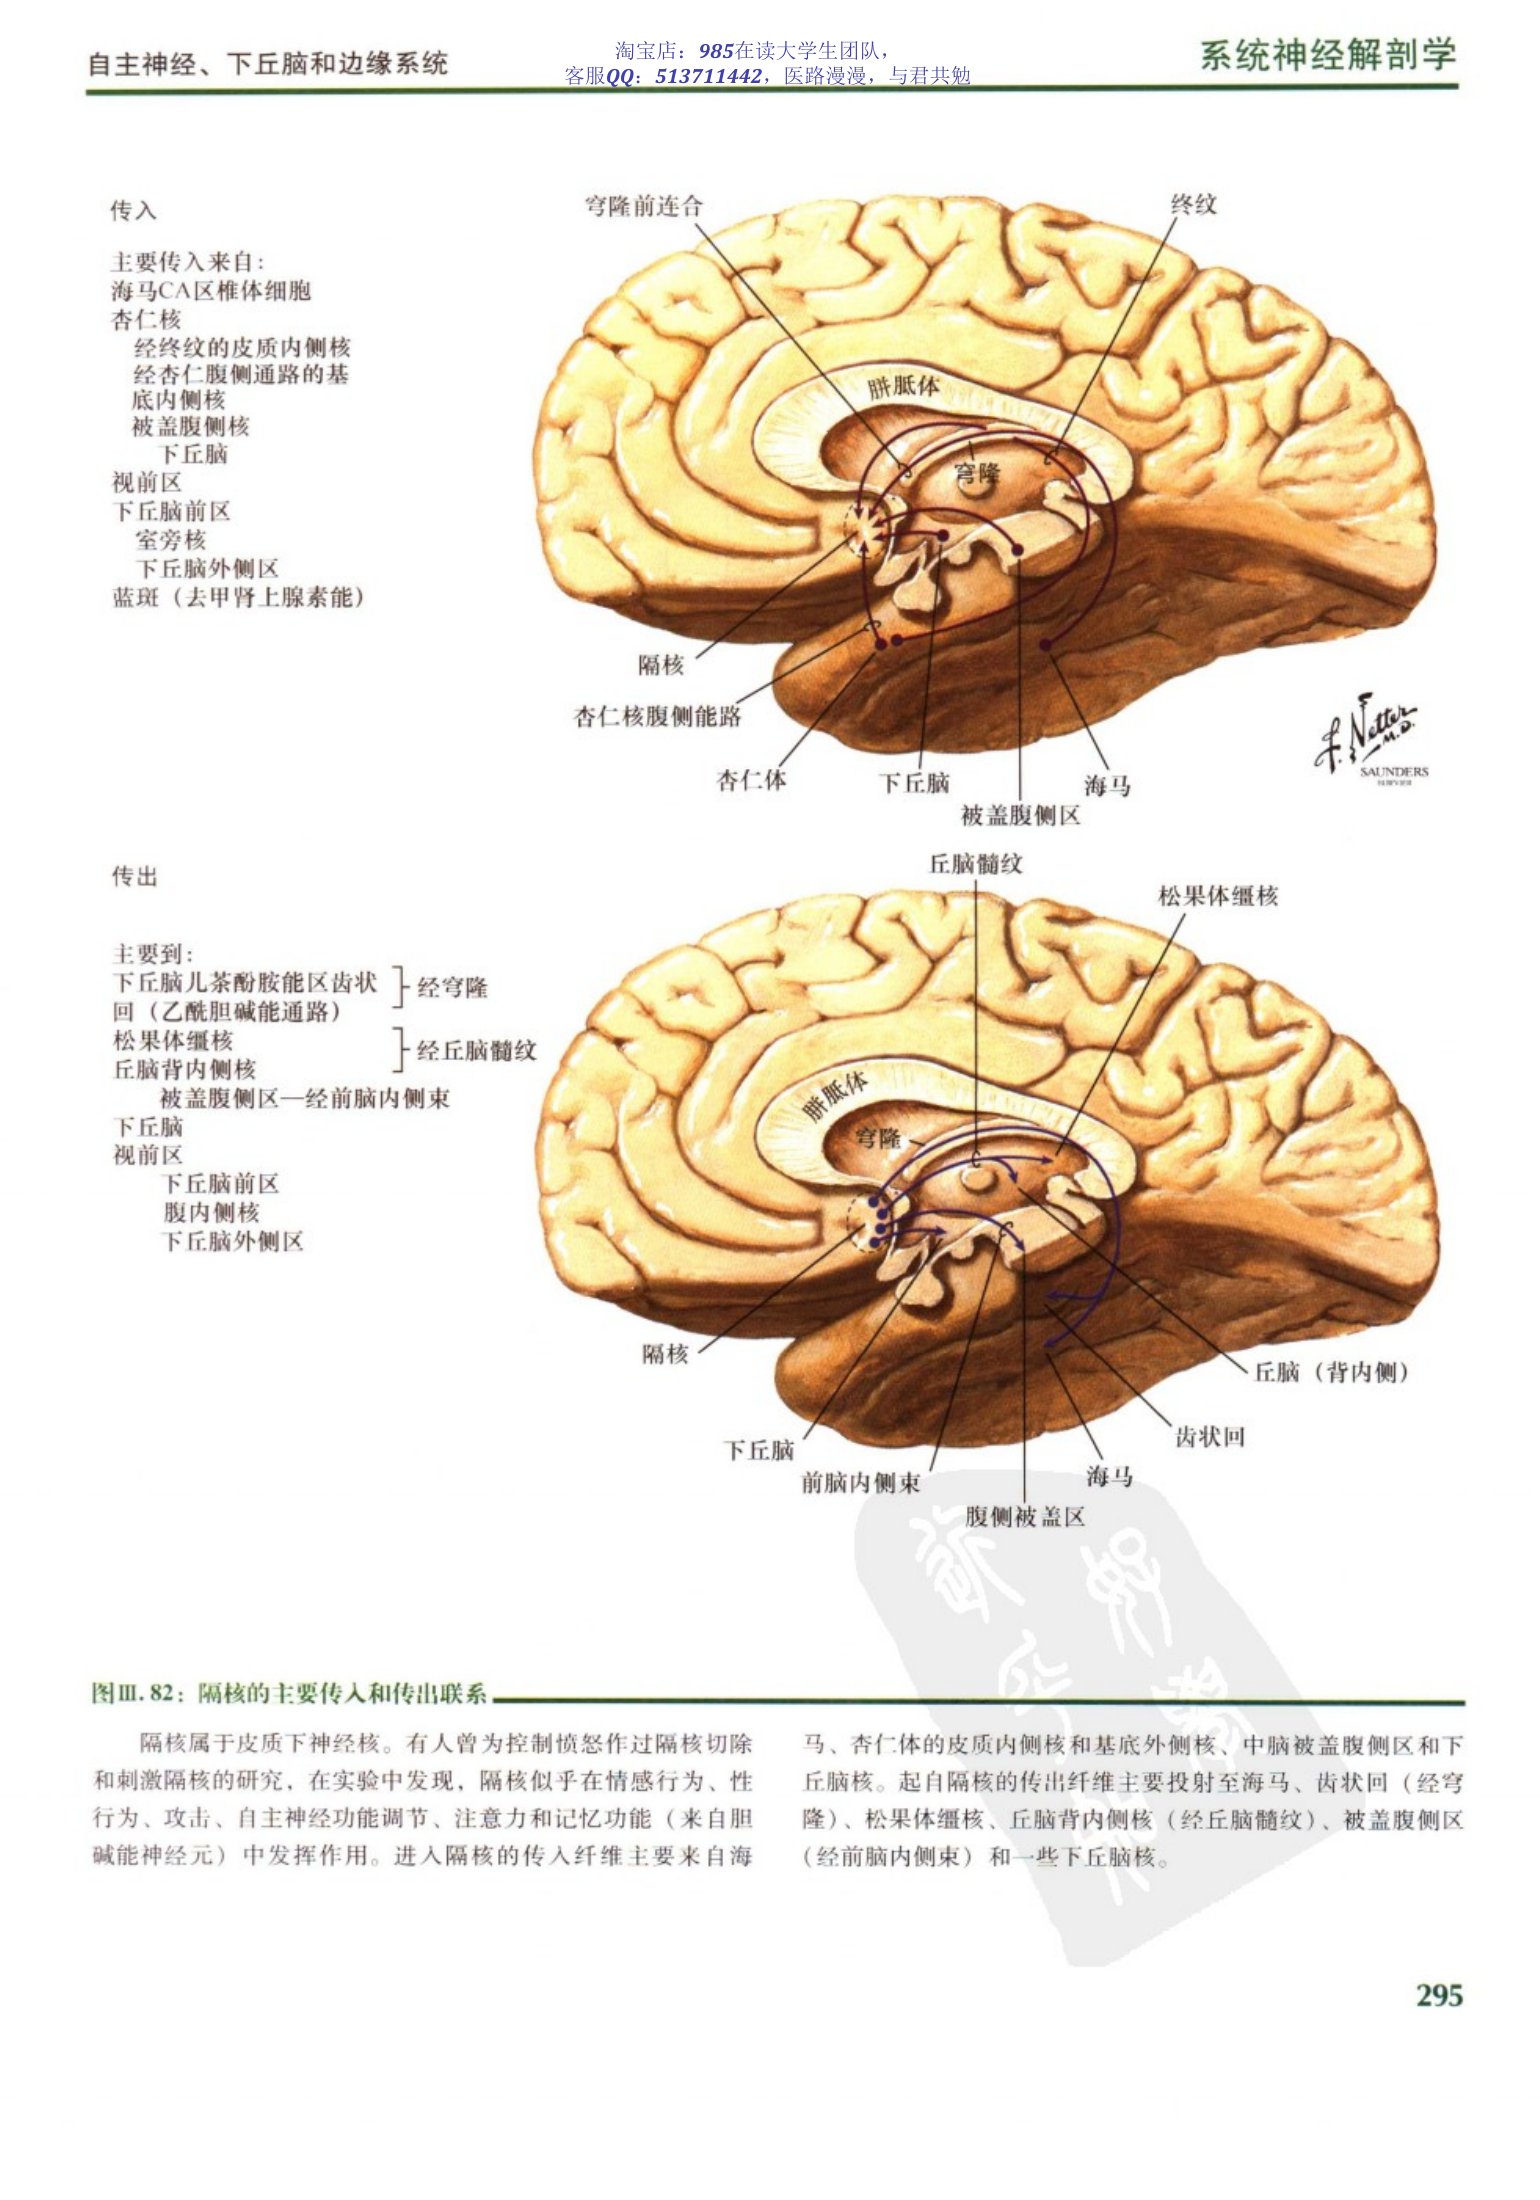 自主神经、下丘脑和边缘系统
淘宝店：985在读大学生团队，
客服QQ：513711442，医路漫漫，与君共勉
系统神经解剖学
传入
主要传入来自：
海马CA区椎体细胞
杏仁核
经终纹的皮质内侧核
经杏仁腹侧通路的基
底内侧核
被盖腹侧核
下丘脑
视前区
下丘脑前区
室旁核
下丘脑外侧区
蓝斑（去甲肾上腺素能）
穹隆前连合
终纹
胼胝体
穹隆
隔核
杏仁核腹侧能路
杏仁体
下丘脑
被盖腹侧区
海马
F. Netter
M.D.
SAUNDERS
传出
主要到：
下丘脑儿茶酚胺能区齿状
回（乙酰胆碱能通路）
经穹隆
松果体缰核
丘脑背内侧核
经丘脑髓纹
被盖腹侧区—经前脑内侧束
下丘脑
视前区
下丘脑前区
腹内侧核
下丘脑外侧区
丘脑髓纹
松果体缰核
胼胝体
穹隆
隔核
下丘脑
前脑内侧束
腹侧被盖区
海马
齿状回
丘脑（背内侧）
图Ⅲ. 82：隔核的主要传入和传出联系
隔核属于皮质下神经核。有人曾为控制愤怒作过隔核切除
和刺激隔核的研究，在实验中发现，隔核似乎在情感行为、性
行为、攻击、自主神经功能调节、注意力和记忆功能（来自胆
碱能神经元）中发挥作用。进入隔核的传入纤维主要来自海
马、杏仁体的皮质内侧核和基底外侧核、中脑被盖腹侧区和下
丘脑核。起自隔核的传出纤维主要投射至海马、齿状回（经穹
隆）、松果体缰核、丘脑背内侧核（经丘脑髓纹）、被盖腹侧区
（经前脑内侧束）和一些下丘脑核。
295